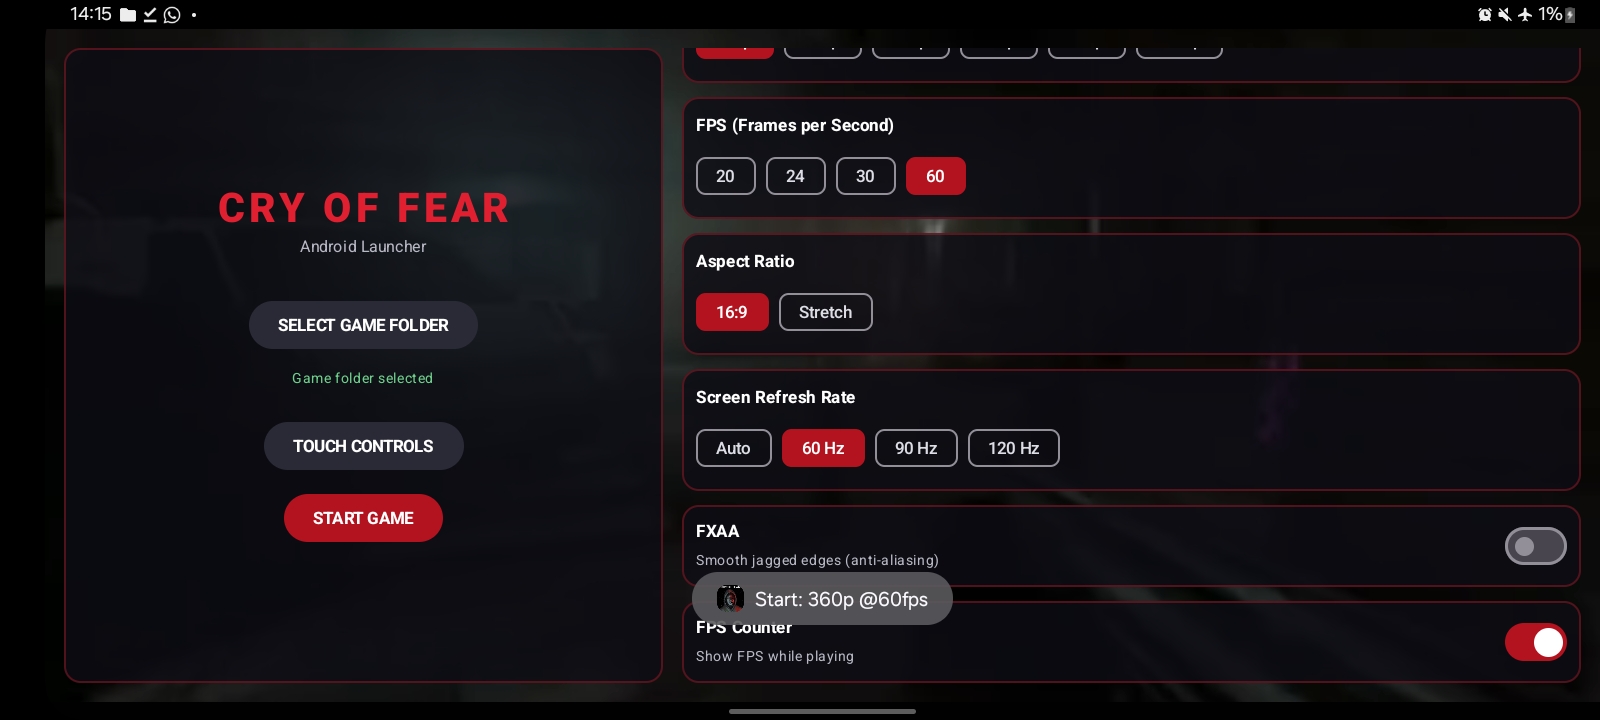 14:15
1%
CRY OF FEAR
Android Launcher
SELECT GAME FOLDER
Game folder selected
TOUCH CONTROLS
START GAME
FPS (Frames per Second)
20 24 30 60
Aspect Ratio
16:9 Stretch
Screen Refresh Rate
Auto 60 Hz 90 Hz 120 Hz
FXAA
Smooth jagged edges (anti-aliasing)
Start: 360p @60fps
FPS Counter
Show FPS while playing